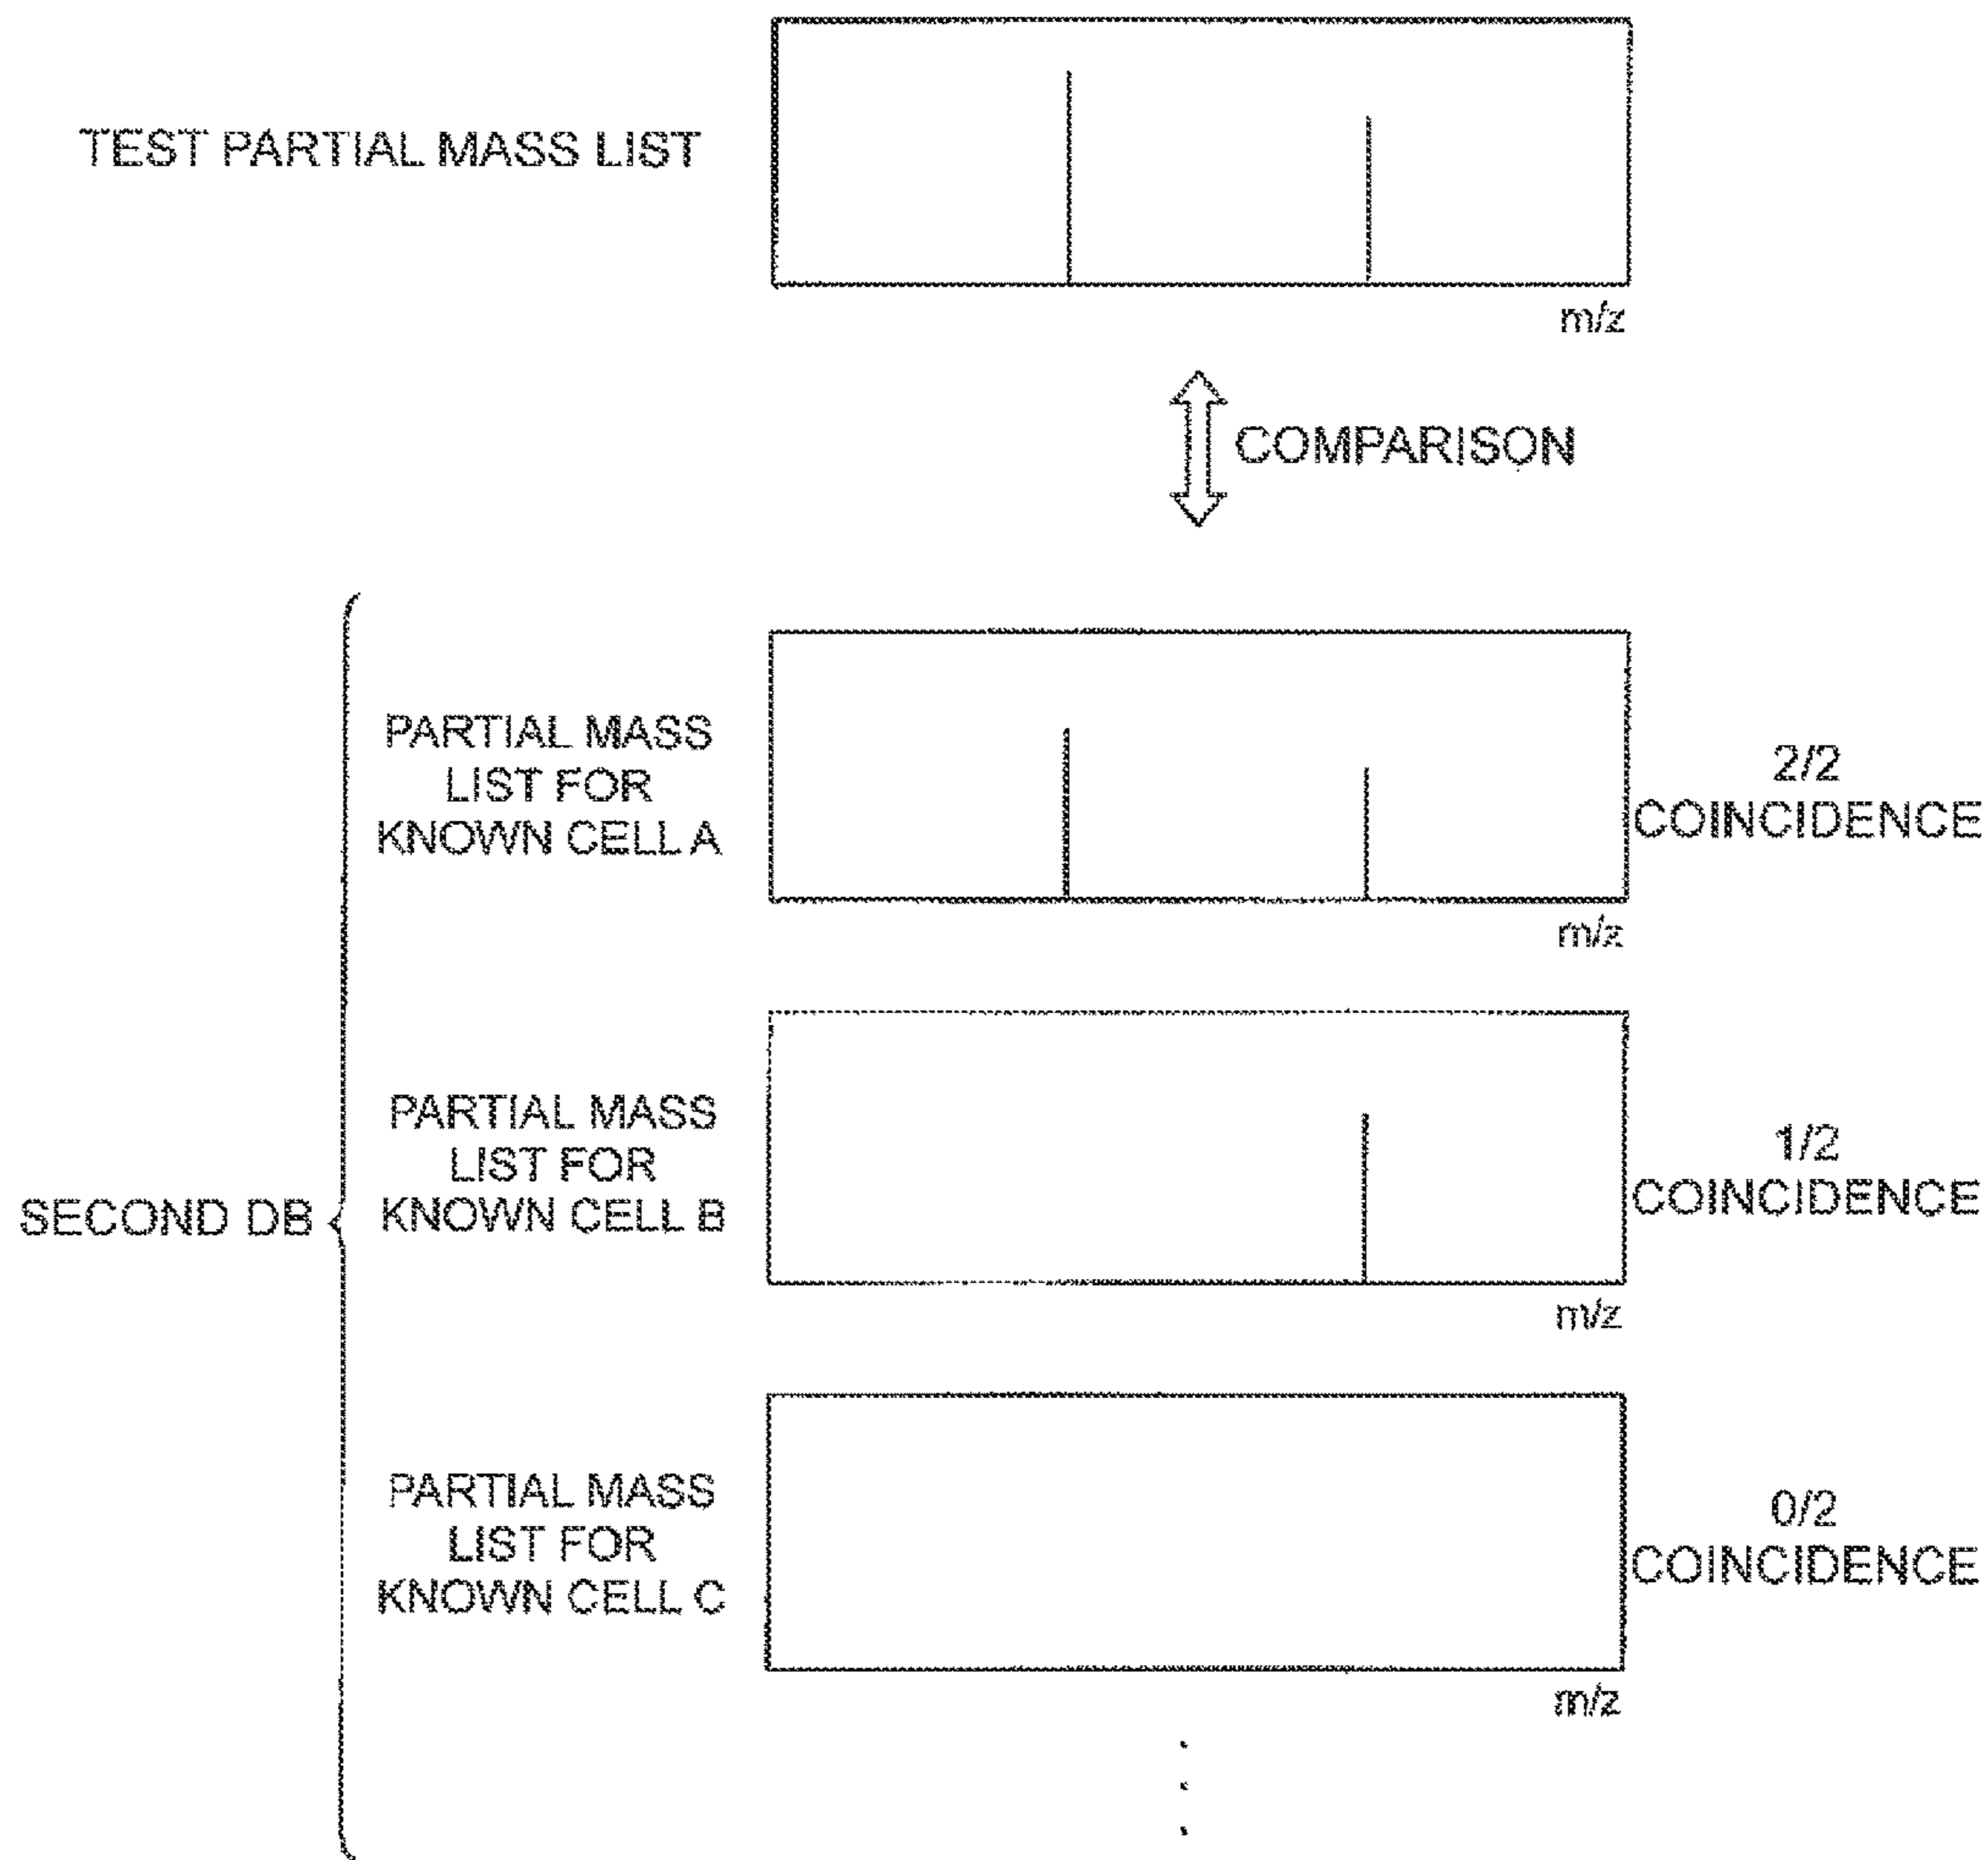 TEST PARTIAL MASS LIST
m/z
COMPARISON
PARTIAL MASS
LIST FOR
KNOWN CELL A
2/2
COINCIDENCE
m/z
SECOND DB
PARTIAL MASS
LIST FOR
KNOWN CELL B
1/2
COINCIDENCE
m/z
PARTIAL MASS
LIST FOR
KNOWN CELL C
0/2
COINCIDENCE
m/z